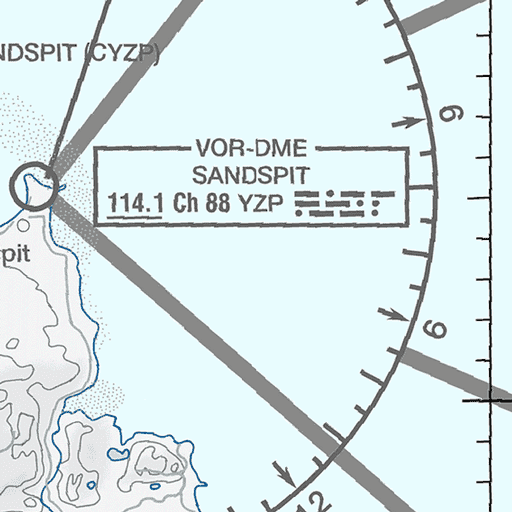 NDSPIT (CYZP)
6
VOR-DME
SANDSPIT
114.1 Ch 88 YZP
pit
9
12